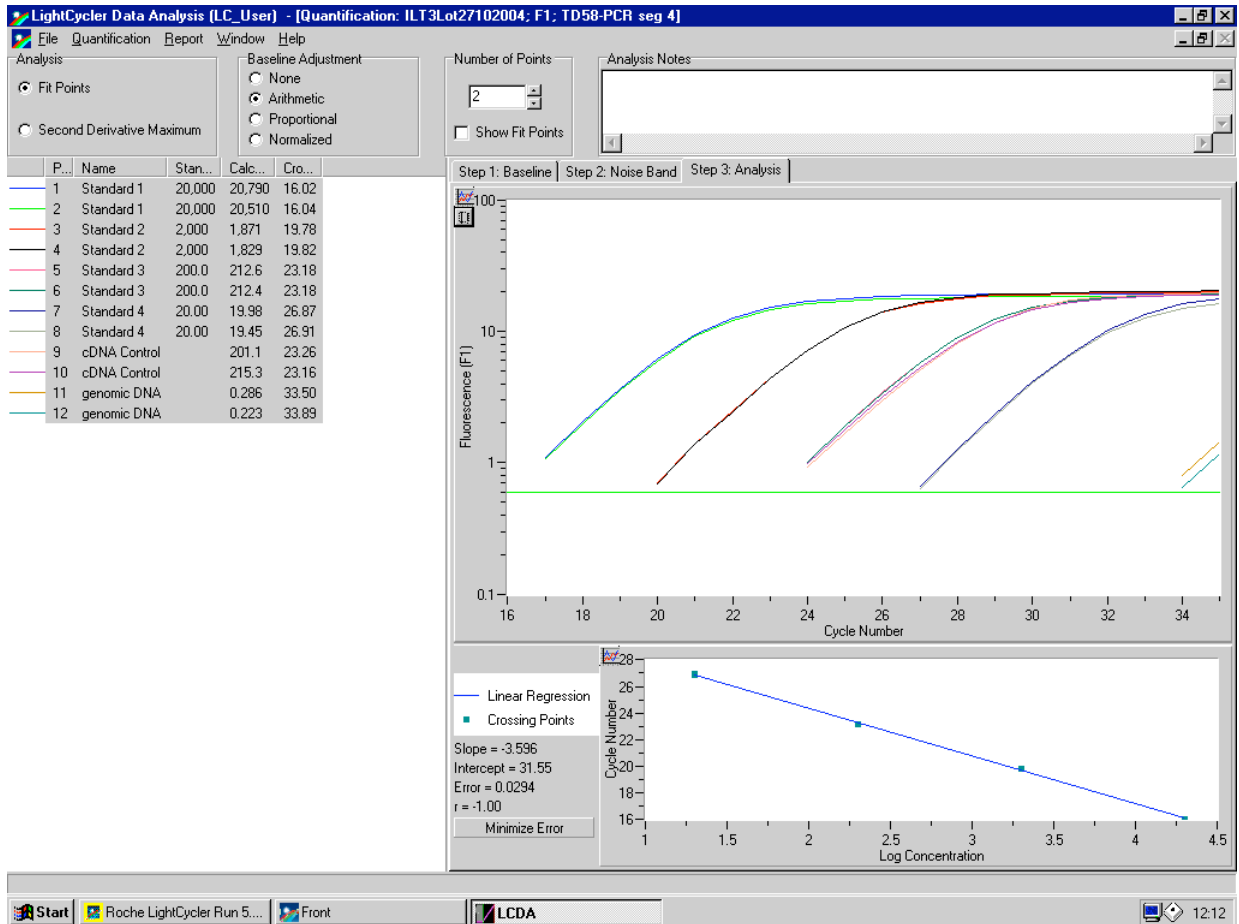 LightCycler Data Analysis (LC_User) - [Quantification: ILT3Lot27102004; F1; TD58-PCR seg 4]
File Quantification Report Window Help
Analysis
Fit Points
Second Derivative Maximum
Baseline Adjustment
None
Arithmetic
Proportional
Normalized
Number of Points
2
Show Fit Points
Analysis Notes
P... Name Stan... Calc... Cro...
1 Standard 1 20,000 20,790 16.02
2 Standard 1 20,000 20,510 16.04
3 Standard 2 2,000 1,871 19.78
4 Standard 2 2,000 1,829 19.82
5 Standard 3 200.0 212.6 23.18
6 Standard 3 200.0 212.4 23.18
7 Standard 4 20.00 19.98 26.87
8 Standard 4 20.00 19.45 26.91
9 cDNA Control 201.1 23.26
10 cDNA Control 215.3 23.16
11 genomic DNA 0.286 33.50
12 genomic DNA 0.223 33.89
Step 1: Baseline Step 2: Noise Band Step 3: Analysis
100
10
1
0.1
Fluorescence (F1)
16 18 20 22 24 26 28 30 32 34
Cycle Number
Linear Regression
Crossing Points
Slope = -3.596
Intercept = 31.55
Error = 0.0294
r = -1.00
Minimize Error
28
26
24
22
20
18
16
Cycle Number
1 1.5 2 2.5 3 3.5 4 4.5
Log Concentration
Start Roche LightCycler Run 5.... Front LCDA 12:12